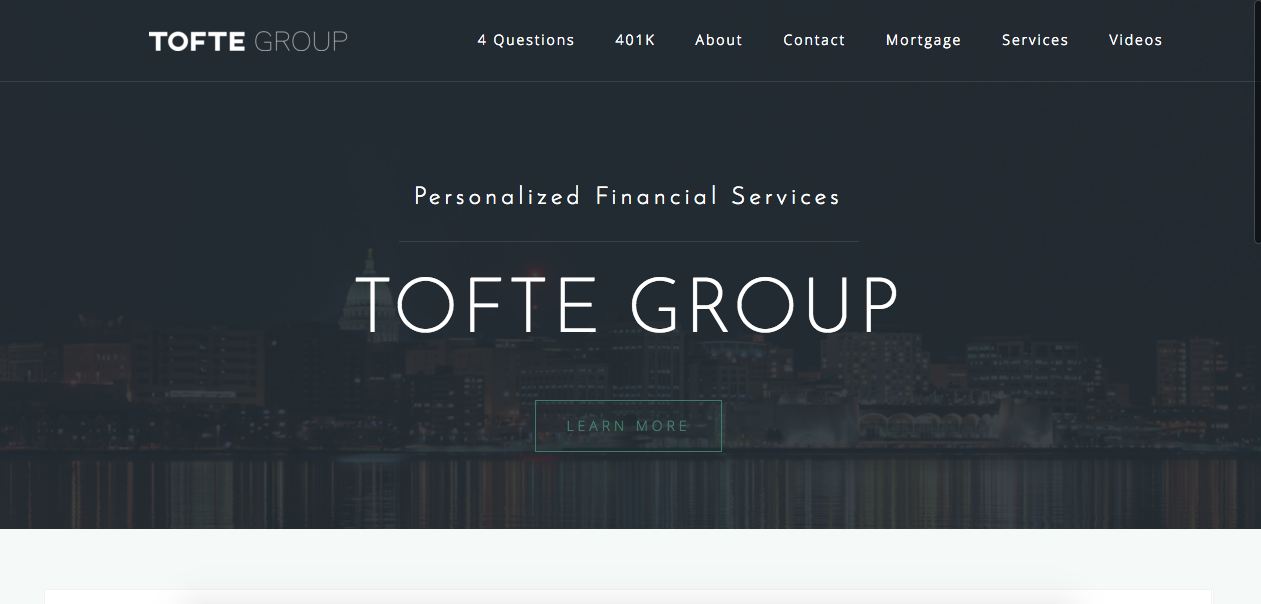 TOFTE GROUP
4 Questions
401K
About
Contact
Mortgage
Services
Videos
Personalized Financial Services
TOFTE GROUP
LEARN MORE